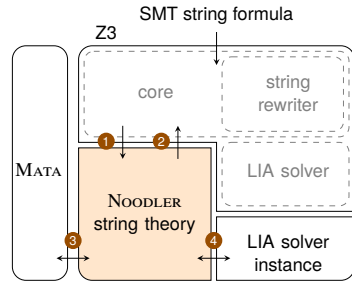 SMT string formula
Z3
core
string
rewriter
1
2
MATA
NOODLER
string theory
LIA solver
3
4
LIA solver
instance